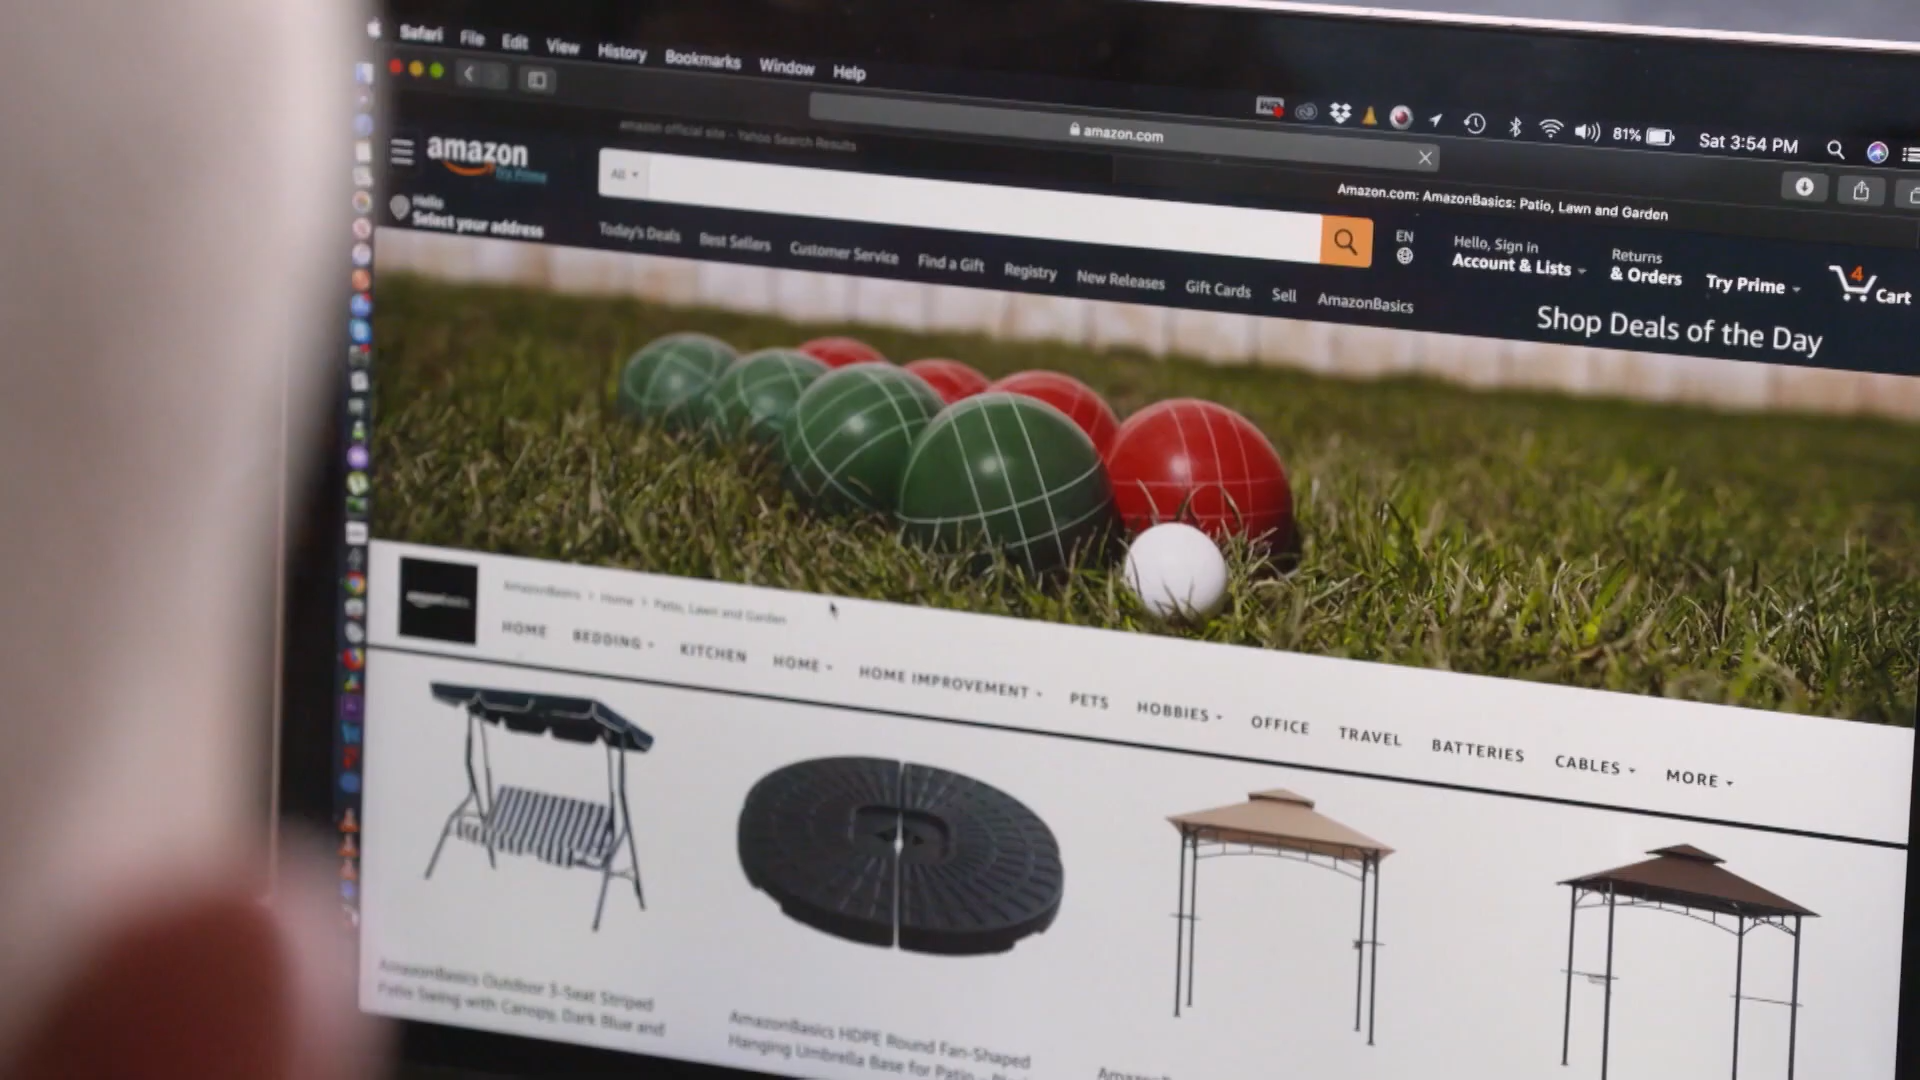 Safari File Edit View History Bookmarks Window Help
81% Sat 3:54 PM
amazon official site - Yahoo Search Results
amazon.com
Amazon.com: AmazonBasics: Patio, Lawn and Garden
amazon
Try Prime
All
EN
Hello, Sign in
Account & Lists
Returns
& Orders
Try Prime
4
Cart
Hello
Select your address
Today's Deals Best Sellers Customer Service Find a Gift Registry New Releases Gift Cards Sell AmazonBasics
Shop Deals of the Day
AmazonBasics › Home › Patio, Lawn and Garden
HOME BEDDING KITCHEN HOME HOME IMPROVEMENT PETS HOBBIES OFFICE TRAVEL BATTERIES CABLES MORE
AmazonBasics Outdoor 3-Seat Striped
Patio Swing with Canopy, Dark Blue and
AmazonBasics HDPE Round Fan-Shaped
Hanging Umbrella Base for Patio -